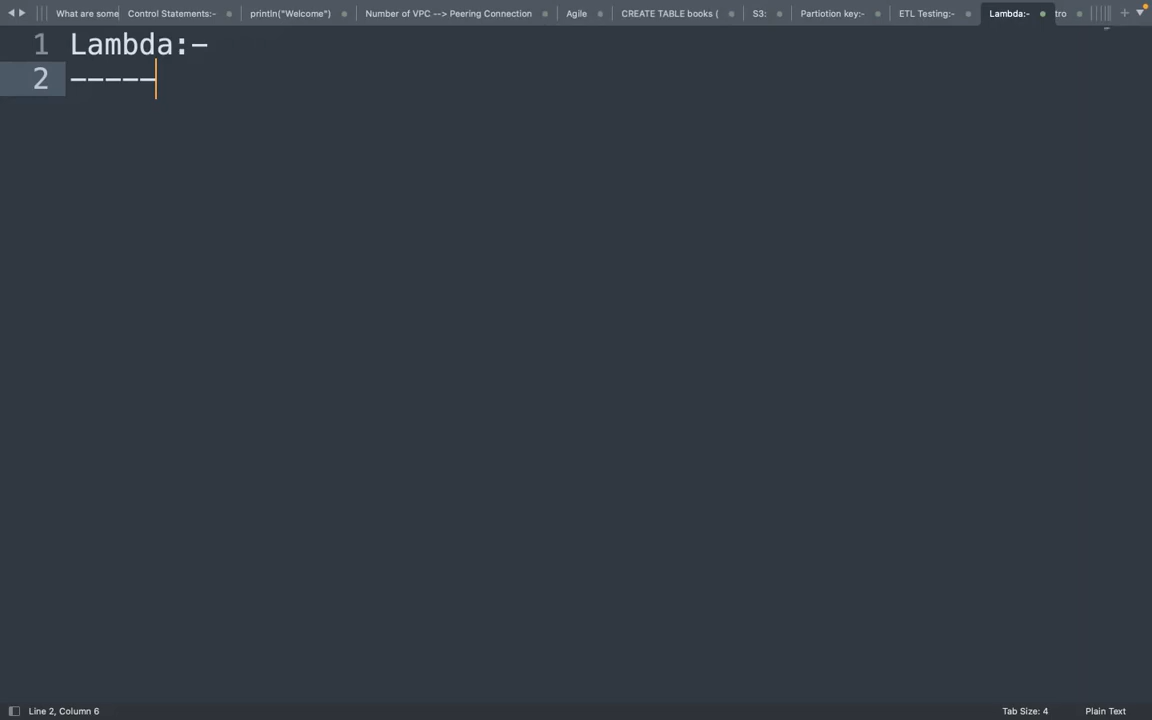 What are some
Control Statements:-
println("Welcome")
Number of VPC --> Peering Connection
Agile
CREATE TABLE books (
S3:
Partiotion key:-
ETL Testing:-
Lambda:-
tro
1 Lambda:-
2 -----
Line 2, Column 6
Tab Size: 4
Plain Text